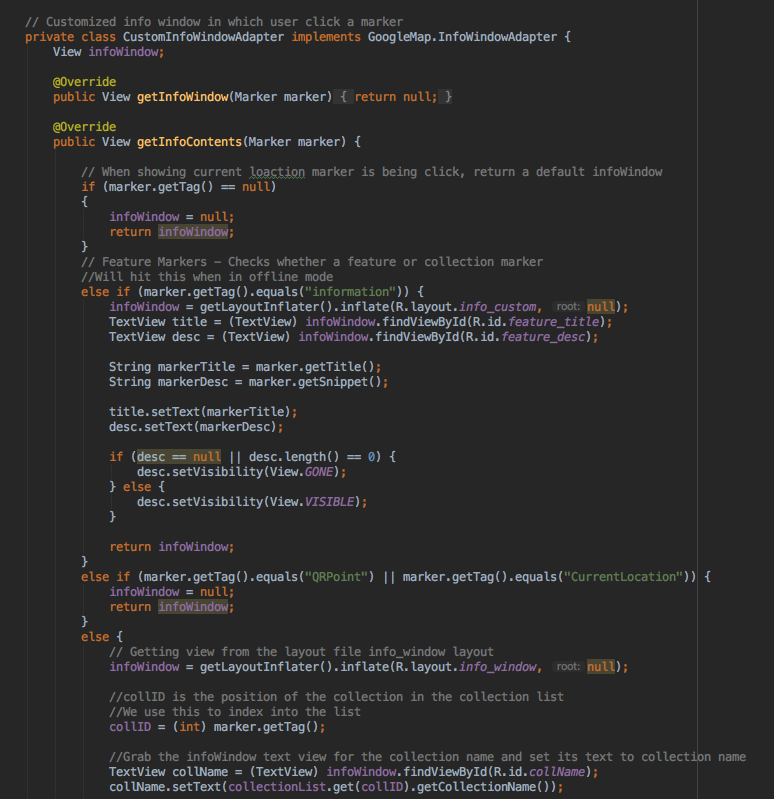 // Customized info window in which user click a marker
private class CustomInfoWindowAdapter implements GoogleMap.InfoWindowAdapter {
    View infoWindow;

    @Override
    public View getInfoWindow(Marker marker) { return null; }

    @Override
    public View getInfoContents(Marker marker) {

        // When showing current loaction marker is being click, return a default infoWindow
        if (marker.getTag() == null)
        {
            infoWindow = null;
            return infoWindow;
        }
        // Feature Markers – Checks whether a feature or collection marker
        //Will hit this when in offline mode
        else if (marker.getTag().equals("information")) {
            infoWindow = getLayoutInflater().inflate(R.layout.info_custom, root: null);
            TextView title = (TextView) infoWindow.findViewById(R.id.feature_title);
            TextView desc = (TextView) infoWindow.findViewById(R.id.feature_desc);

            String markerTitle = marker.getTitle();
            String markerDesc = marker.getSnippet();

            title.setText(markerTitle);
            desc.setText(markerDesc);

            if (desc == null || desc.length() == 0) {
                desc.setVisibility(View.GONE);
            } else {
                desc.setVisibility(View.VISIBLE);
            }

            return infoWindow;
        }
        else if (marker.getTag().equals("QRPoint") || marker.getTag().equals("CurrentLocation")) {
            infoWindow = null;
            return infoWindow;
        }
        else {
            // Getting view from the layout file info_window layout
            infoWindow = getLayoutInflater().inflate(R.layout.info_window, root: null);

            //collID is the position of the collection in the collection list
            //We use this to index into the list
            collID = (int) marker.getTag();

            //Grab the infoWindow text view for the collection name and set its text to collection name
            TextView collName = (TextView) infoWindow.findViewById(R.id.collName);
            collName.setText(collectionList.get(collID).getCollectionName());